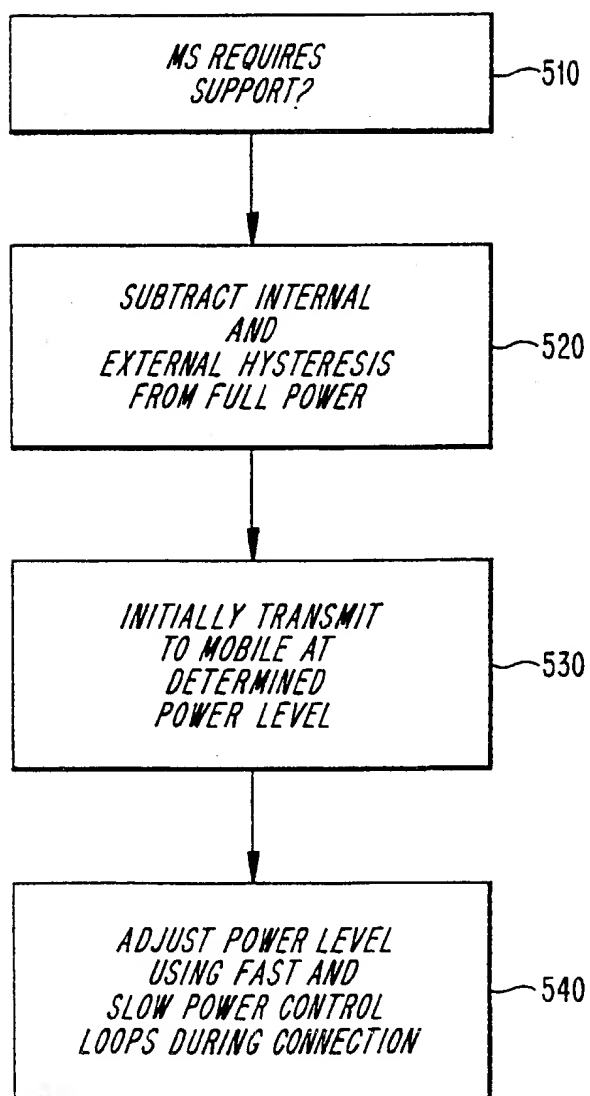 MS REQUIRES
SUPPORT?
510
SUBTRACT INTERNAL
AND
EXTERNAL HYSTERESIS
FROM FULL POWER
520
INITIALLY TRANSMIT
TO MOBILE AT
DETERMINED
POWER LEVEL
530
ADJUST POWER LEVEL
USING FAST AND
SLOW POWER CONTROL
LOOPS DURING CONNECTION
540